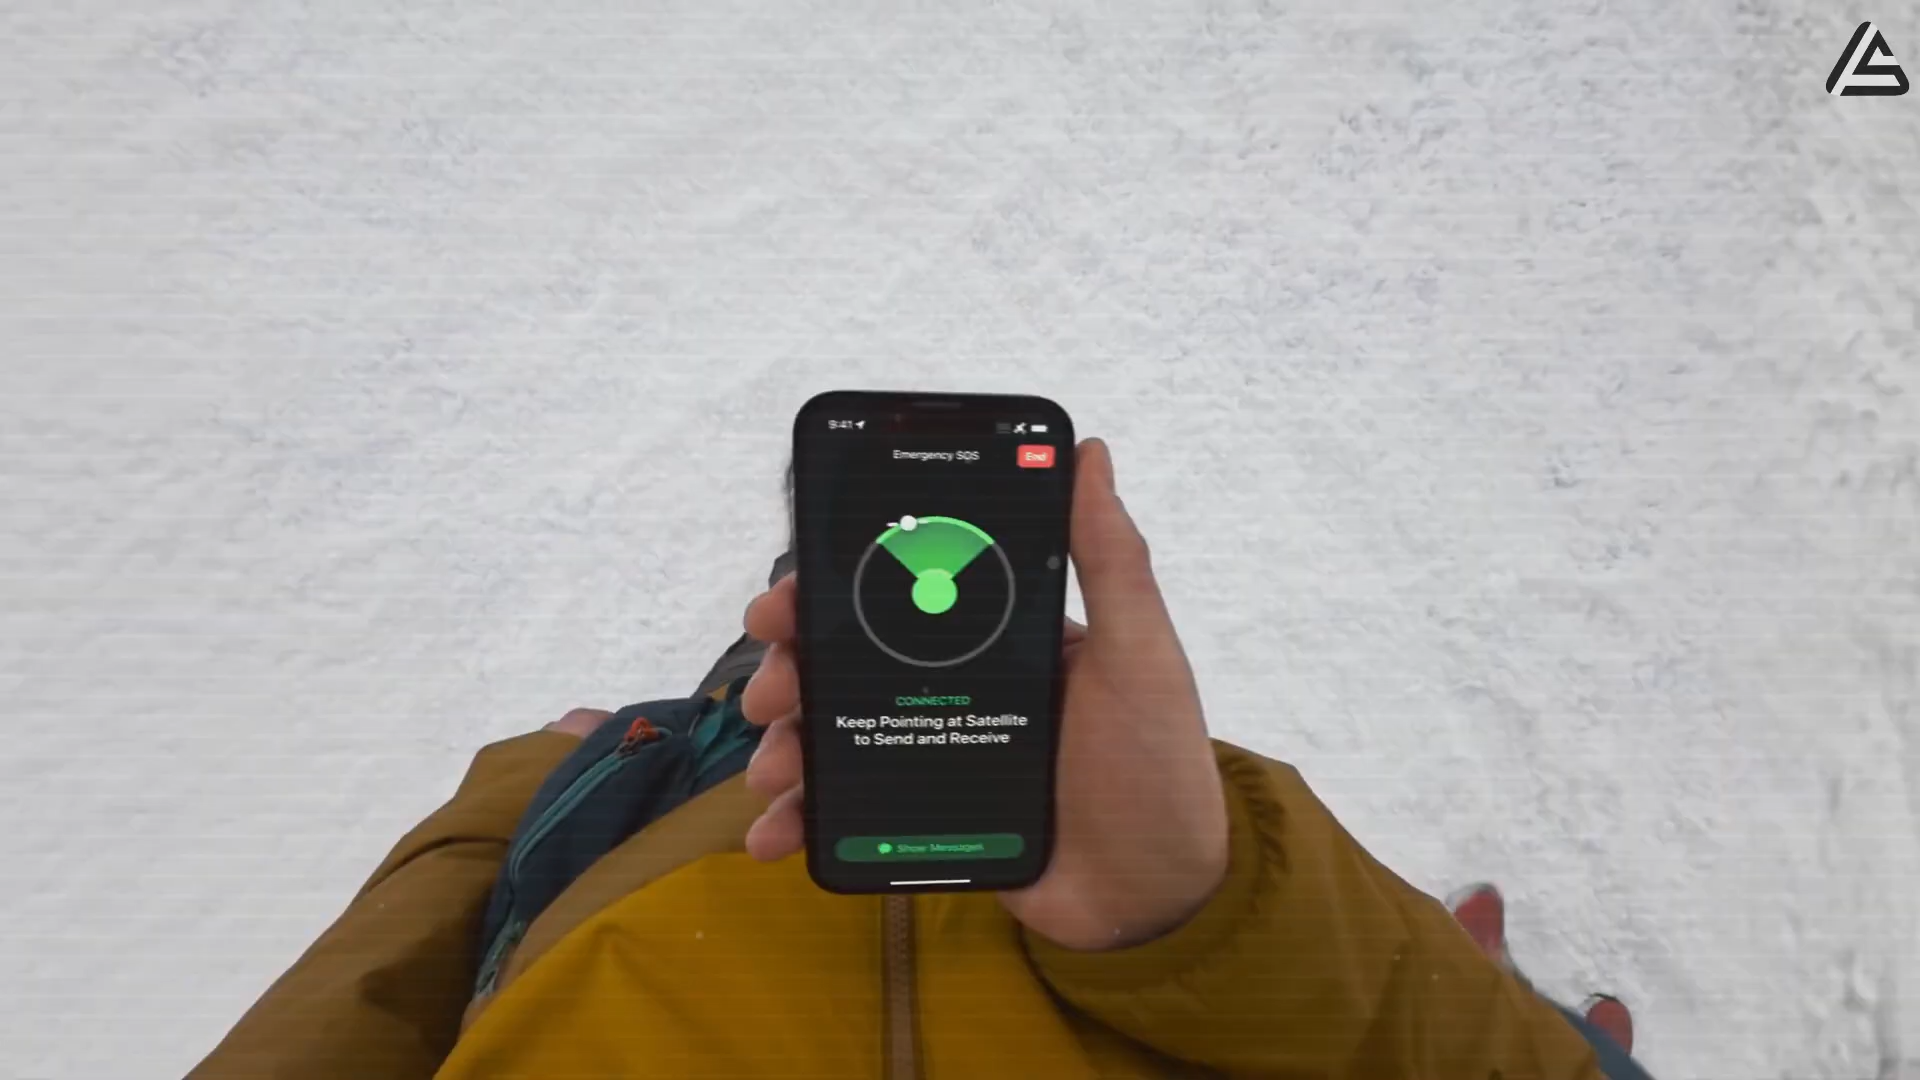 9:41
Emergency SOS
End
CONNECTED
Keep Pointing at Satellite
to Send and Receive
Show Messages